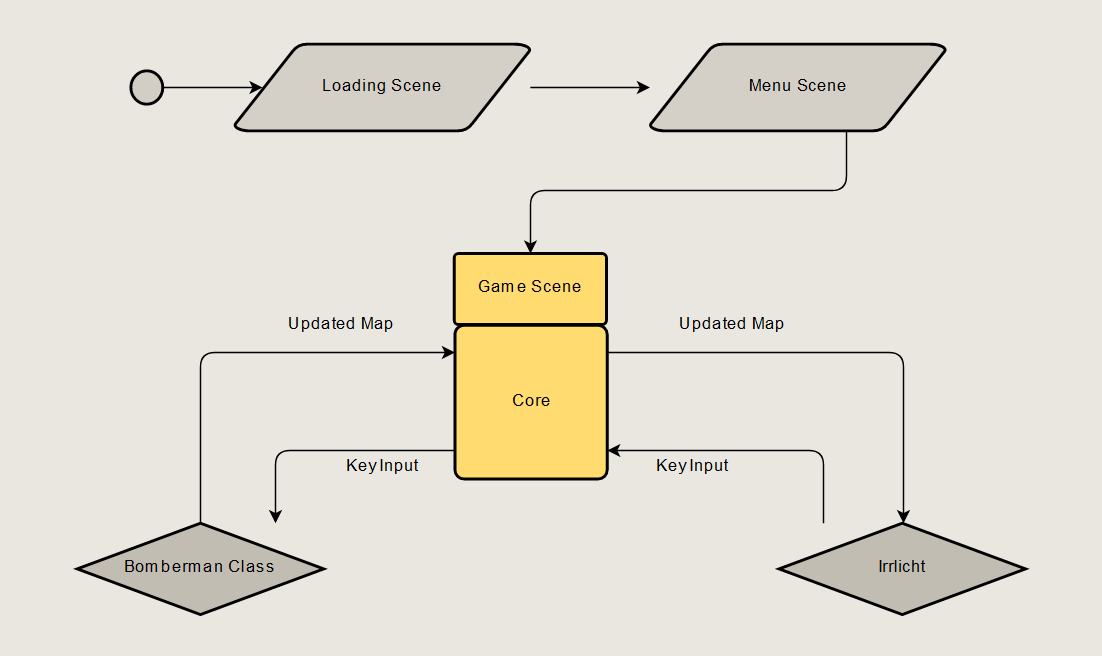 Loading Scene
Menu Scene
Game Scene
Updated Map
Updated Map
Core
KeyInput
KeyInput
Bomberman Class
Irrlicht